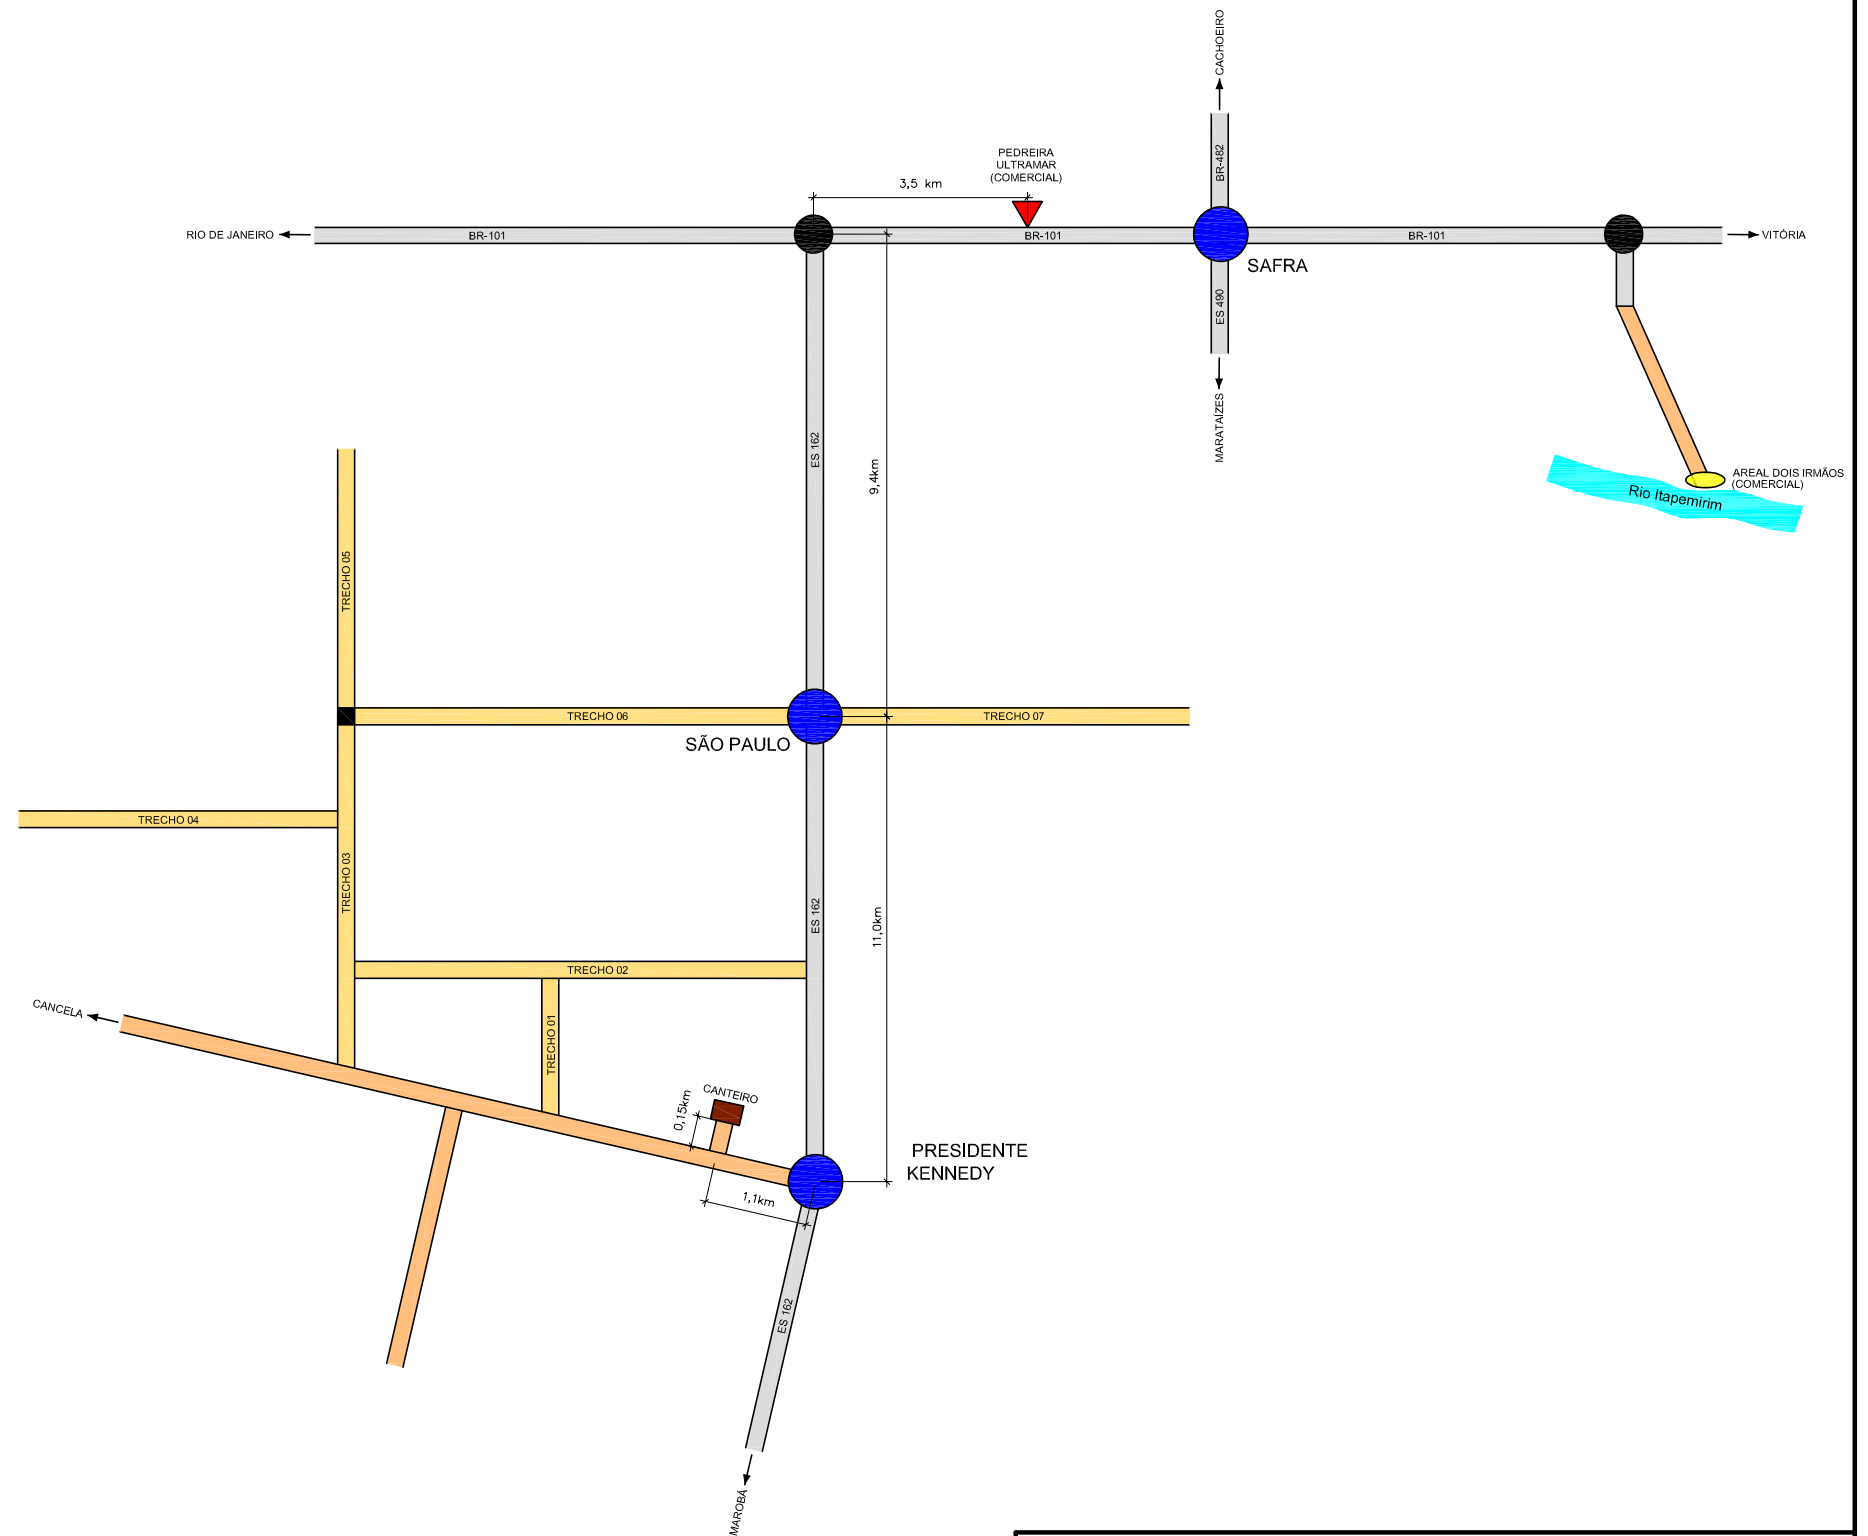 CACHOEIRO
BR-482
PEDREIRA
ULTRAMAR
(COMERCIAL)
3,5 km
RIO DE JANEIRO
BR-101
BR-101
BR-101
VITÓRIA
SAFRA
ES 490
MARATAÍZES
ES 162
9,4km
AREAL DOIS IRMÃOS
(COMERCIAL)
Rio Itapemirim
TRECHO 05
TRECHO 06
TRECHO 07
SÃO PAULO
TRECHO 04
TRECHO 03
ES 162
11,0km
TRECHO 02
CANCELA
TRECHO 01
CANTEIRO
0,15km
PRESIDENTE
KENNEDY
1,1km
ES 162
MAROBÁ